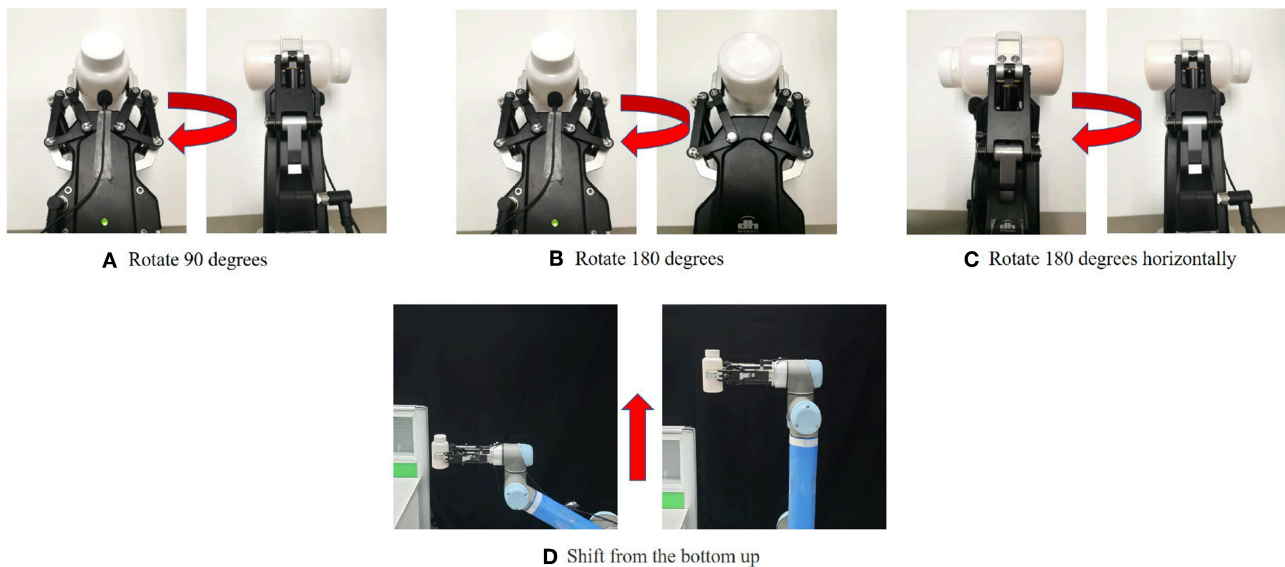 A Rotate 90 degrees
B Rotate 180 degrees
C Rotate 180 degrees horizontally
D Shift from the bottom up